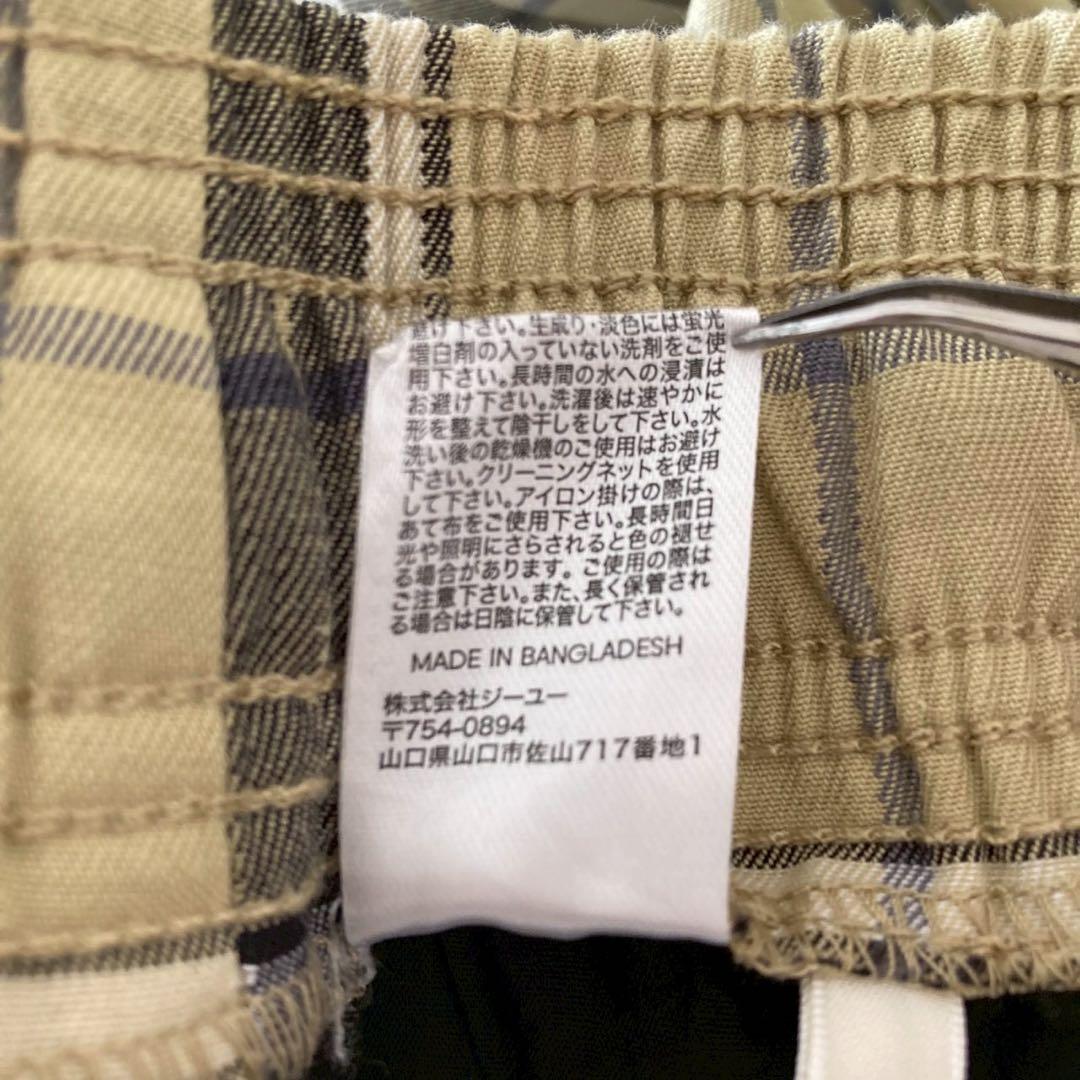 避け下さい。生成り・淡色には蛍光
増白剤の入っていない洗剤をご使
用下さい。長時間の水への浸漬は
お避け下さい。洗濯後は速やかに
形を整えて陰干しをして下さい。水
洗い後の乾燥機のご使用はお避け
下さい。クリーニングネットを使用
して下さい。アイロン掛けの際は、
あて布をご使用下さい。長時間日
光や照明にさらされると色の褪せ
る場合があります。ご使用の際は
ご注意下さい。また、長く保管され
る場合は日陰に保管して下さい。
MADE IN BANGLADESH
株式会社ジーユー
〒754-0894
山口県山口市佐山717番地1